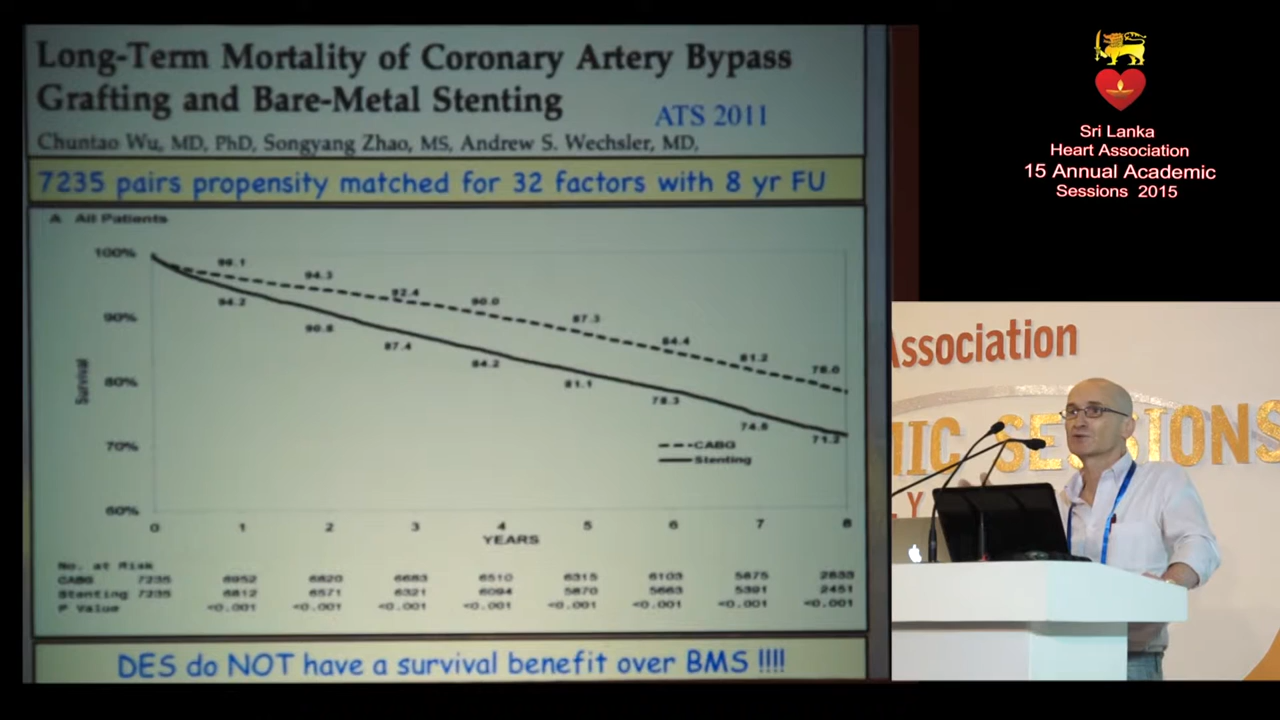 Long-Term Mortality of Coronary Artery Bypass
Grafting and Bare-Metal Stenting
ATS 2011
Chuntao Wu, MD, PhD, Songyang Zhao, MS, Andrew S. Wechsler, MD,
7235 pairs propensity matched for 32 factors with 8 yr FU
A All Patients
100%
90%
80%
70%
60%
Survival
96.1
94.3
92.4
90.0
87.3
84.4
81.2
78.0
94.2
90.8
87.4
84.2
81.1
78.3
74.8
71.2
CABG
Stenting
0 1 2 3 4 5 6 7 8
YEARS
No. at Risk
CABG 7235 6952 6820 6683 6510 6315 6103 5875 2633
Stenting 7235 6812 6571 6321 6094 5870 5663 5391 2451
P Value <0.001 <0.001 <0.001 <0.001 <0.001 <0.001 <0.001 <0.001
DES do NOT have a survival benefit over BMS !!!!
Sri Lanka
Heart Association
15 Annual Academic
Sessions 2015
Association
MIC SESSIONS